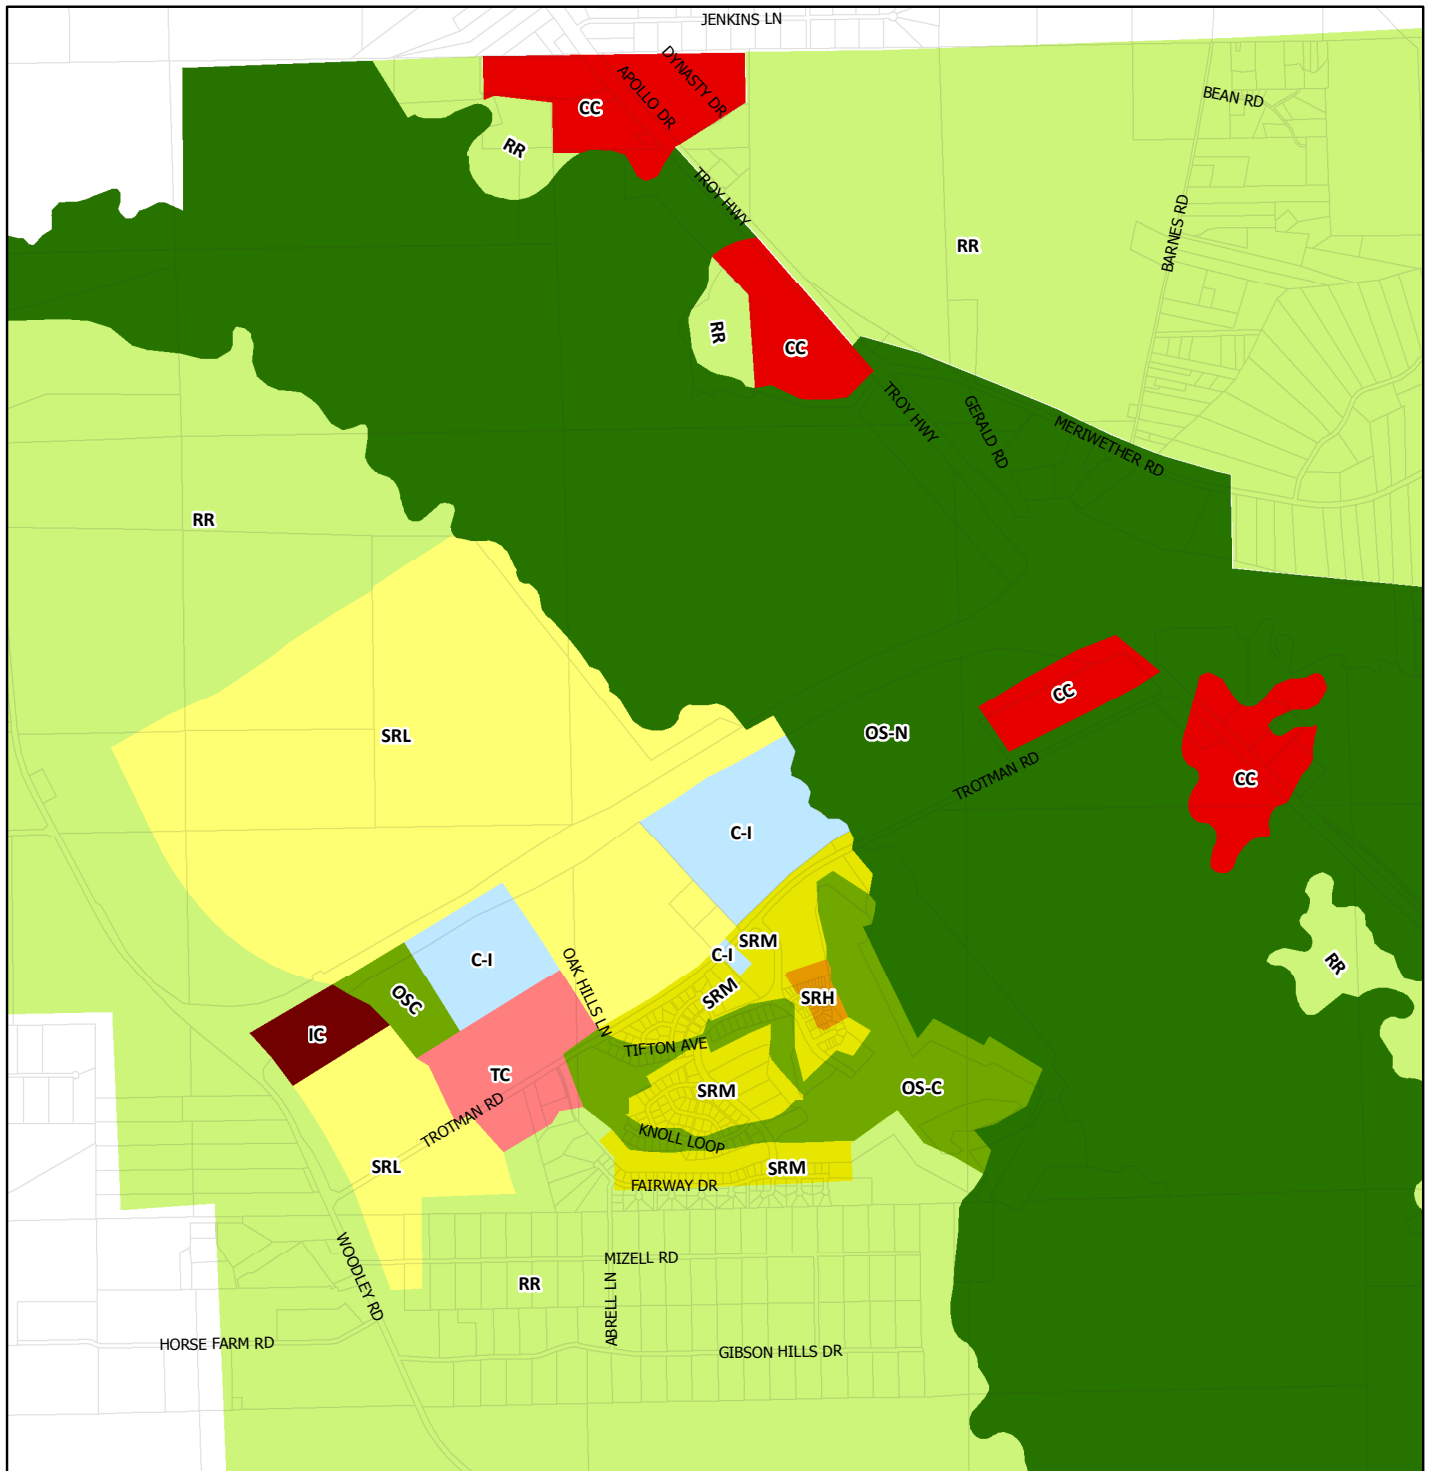 JENKINS LN
DYNASTY DR
APOLLO DR
CC
BEAN RD
RR
TROY HWY
BARNES RD
RR
RR
CC
TROY HWY
GERALD RD
MERIWETHER RD
RR
CC
OS-N
SRL
TROTMAN RD
CC
C-I
SRM
C-I
C-I
OAK HILLS LN
RR
SRM
SRH
OSC
IC
TIFTON AVE
TC
SRM
OS-C
TROTMAN RD
KNOLL LOOP
SRL
SRM
FAIRWAY DR
WOODLEY RD
MIZELL RD
RR
ABRELL LN
HORSE FARM RD
GIBSON HILLS DR